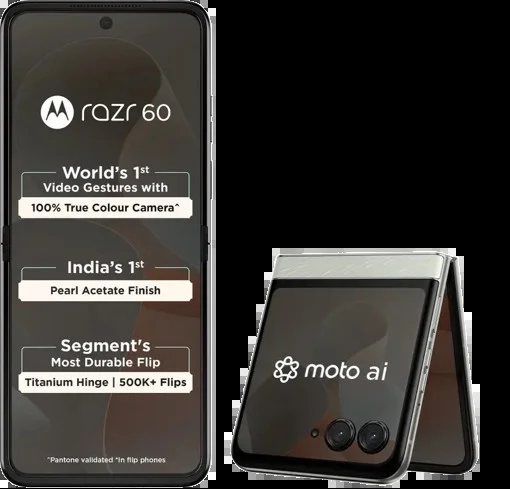 razr 60
World's 1st
Video Gestures with
100% True Colour Camera^
India's 1st
Pearl Acetate Finish
Segment's
Most Durable Flip
Titanium Hinge | 500K+ Flips
*Pantone validated ^In flip phones
moto ai